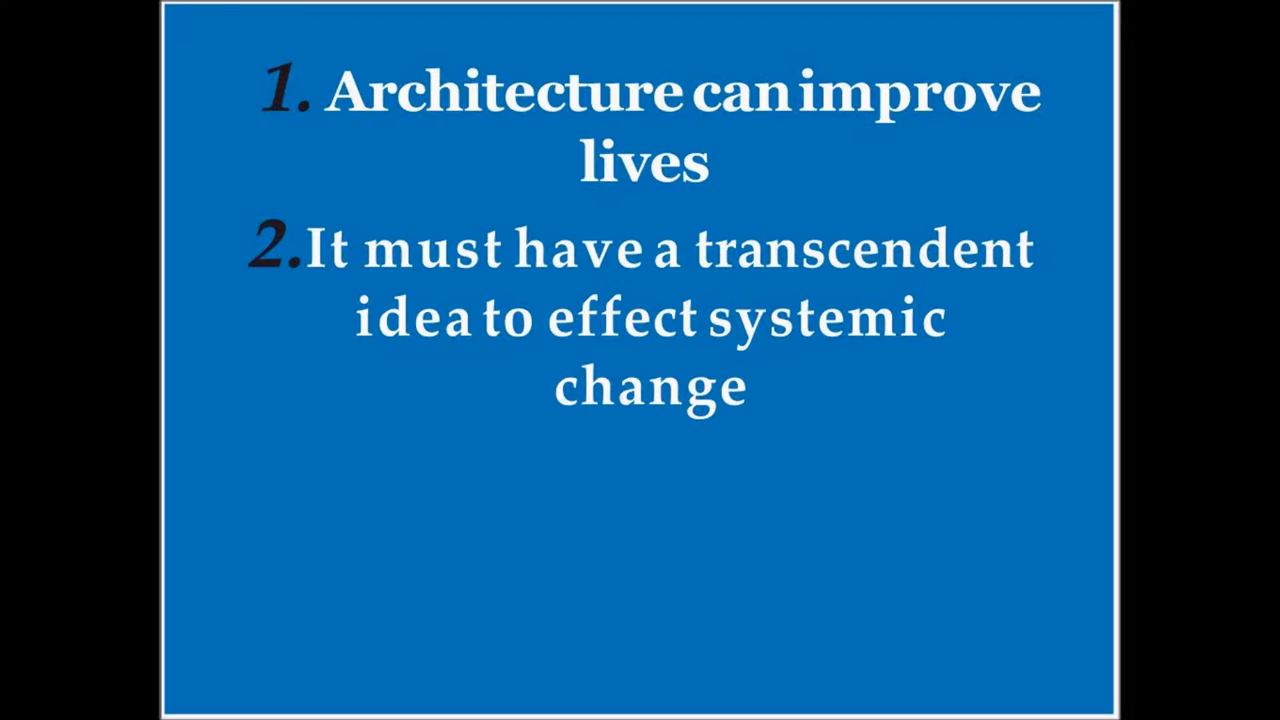 1. Architecture can improve
lives
2.It must have a transcendent
idea to effect systemic
change